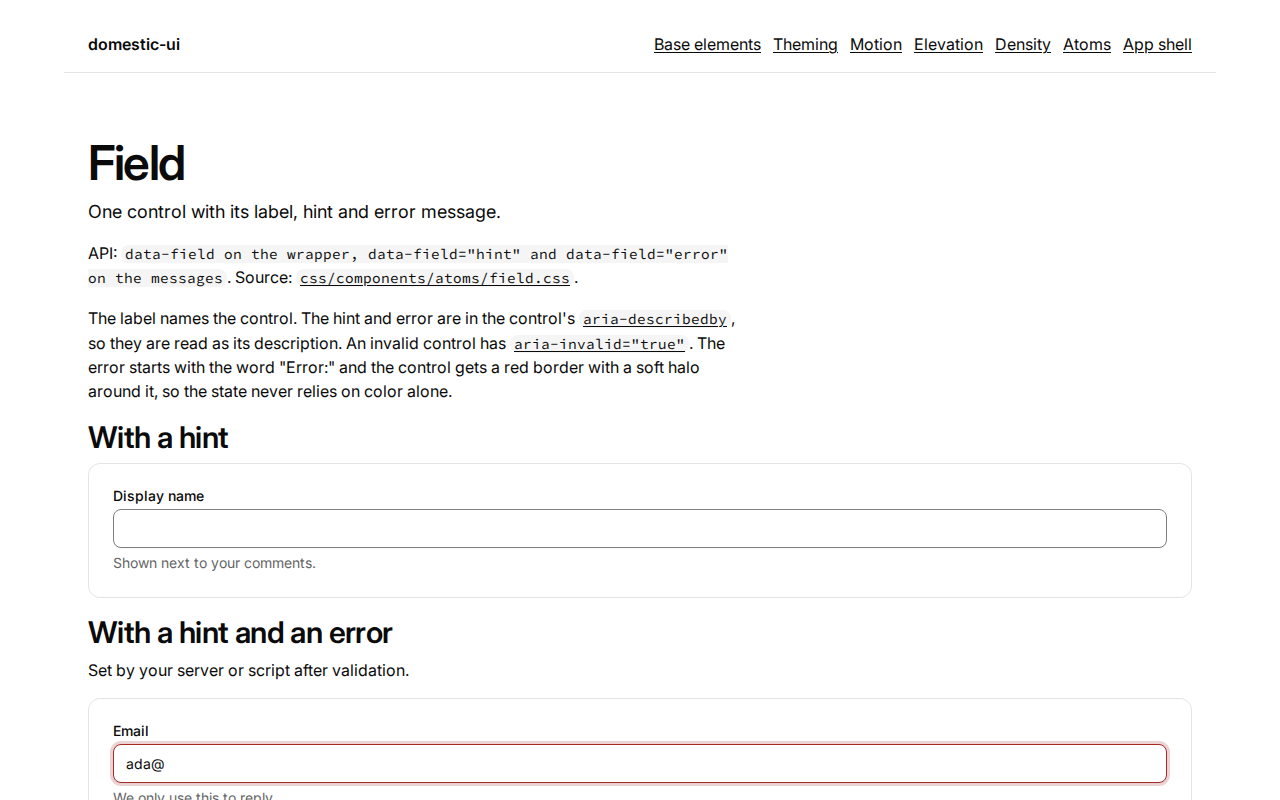 domestic-ui
Base elements Theming Motion Elevation Density Atoms App shell
Field
One control with its label, hint and error message.
API: data-field on the wrapper, data-field="hint" and data-field="error"
on the messages. Source: css/components/atoms/field.css.
The label names the control. The hint and error are in the control's aria-describedby,
so they are read as its description. An invalid control has aria-invalid="true". The
error starts with the word "Error:" and the control gets a red border with a soft halo
around it, so the state never relies on color alone.
With a hint
Display name
Shown next to your comments.
With a hint and an error
Set by your server or script after validation.
Email
ada@
We only use this to reply.